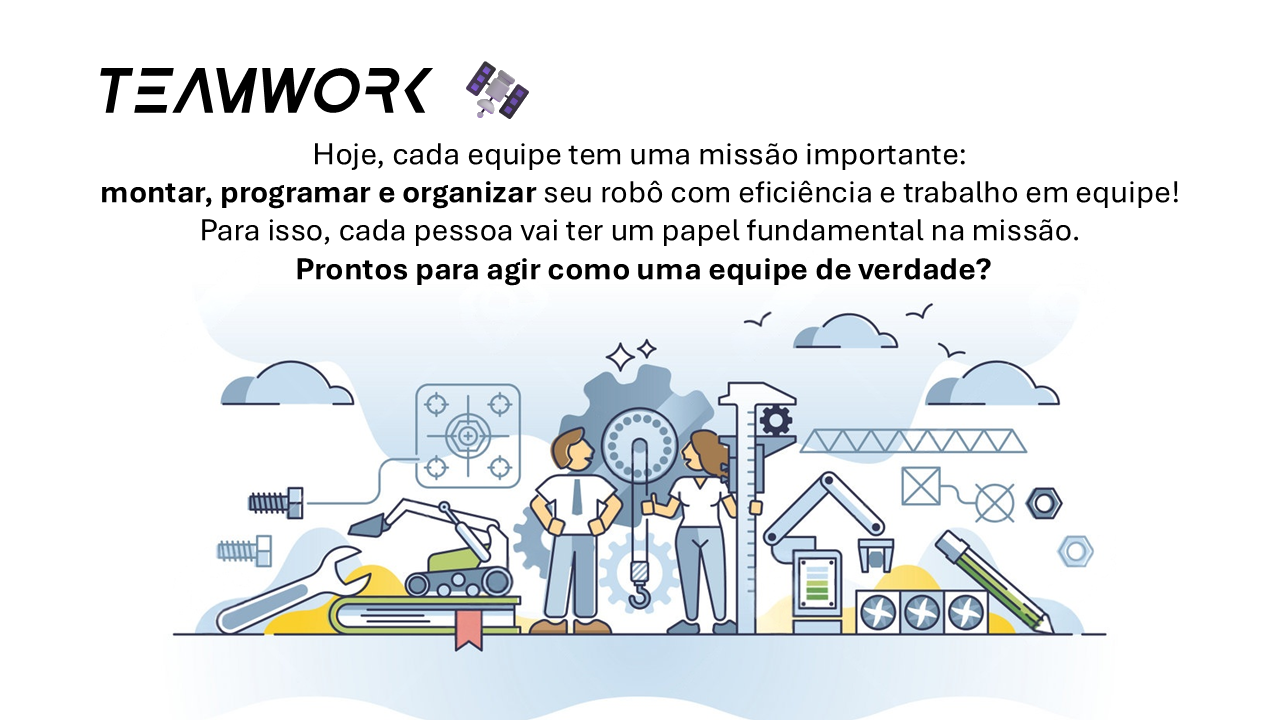 TEAMWORK
Hoje, cada equipe tem uma missão importante:
montar, programar e organizar seu robô com eficiência e trabalho em equipe!
Para isso, cada pessoa vai ter um papel fundamental na missão.
Prontos para agir como uma equipe de verdade?